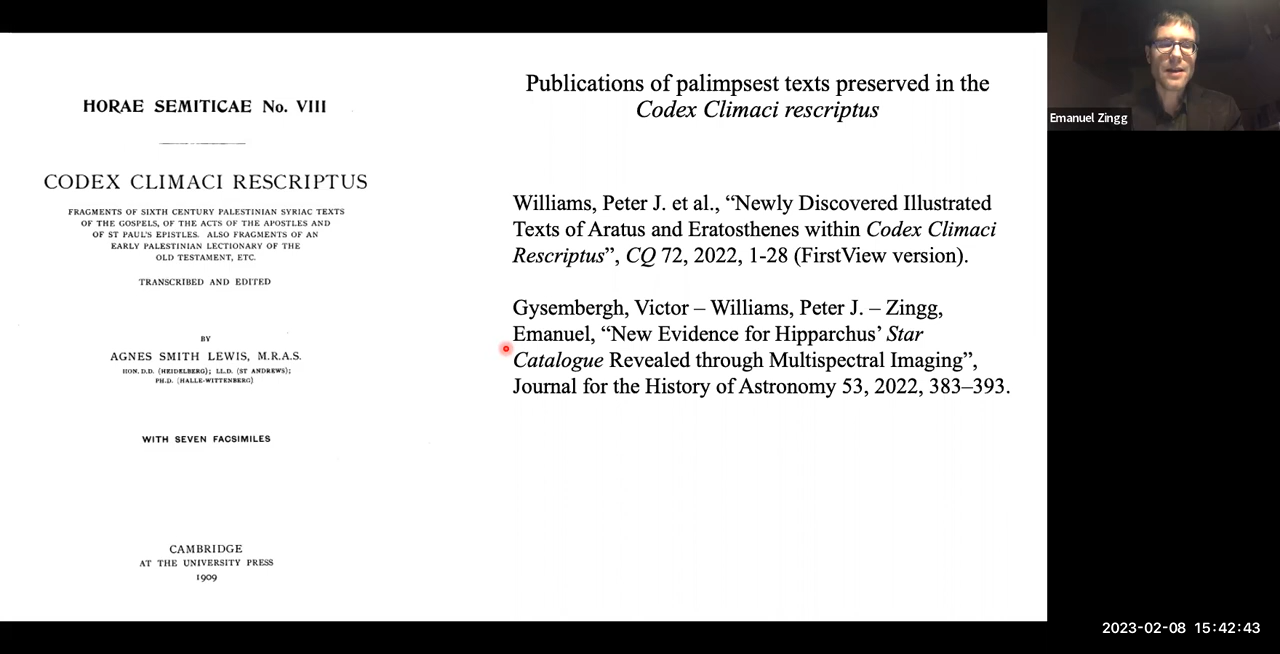 HORAE SEMITICAE No. VIII
CODEX CLIMACI RESCRIPTUS
FRAGMENTS OF SIXTH CENTURY PALESTINIAN SYRIAC TEXTS
OF THE GOSPELS, OF THE ACTS OF THE APOSTLES AND
OF ST PAUL'S EPISTLES. ALSO FRAGMENTS OF AN
EARLY PALESTINIAN LECTIONARY OF THE
OLD TESTAMENT, ETC.
TRANSCRIBED AND EDITED
BY
AGNES SMITH LEWIS, M.R.A.S.
HON. D.D. (HEIDELBERG); LL.D. (ST ANDREWS);
PH.D. (HALLE-WITTENBERG)
WITH SEVEN FACSIMILES
CAMBRIDGE
AT THE UNIVERSITY PRESS
1909
Publications of palimpsest texts preserved in the
Codex Climaci rescriptus
Williams, Peter J. et al., “Newly Discovered Illustrated
Texts of Aratus and Eratosthenes within Codex Climaci
Rescriptus”, CQ 72, 2022, 1-28 (FirstView version).
Gysembergh, Victor – Williams, Peter J. – Zingg,
Emanuel, “New Evidence for Hipparchus’ Star
Catalogue Revealed through Multispectral Imaging”,
Journal for the History of Astronomy 53, 2022, 383–393.
Emanuel Zingg
2023-02-08 15:42:43